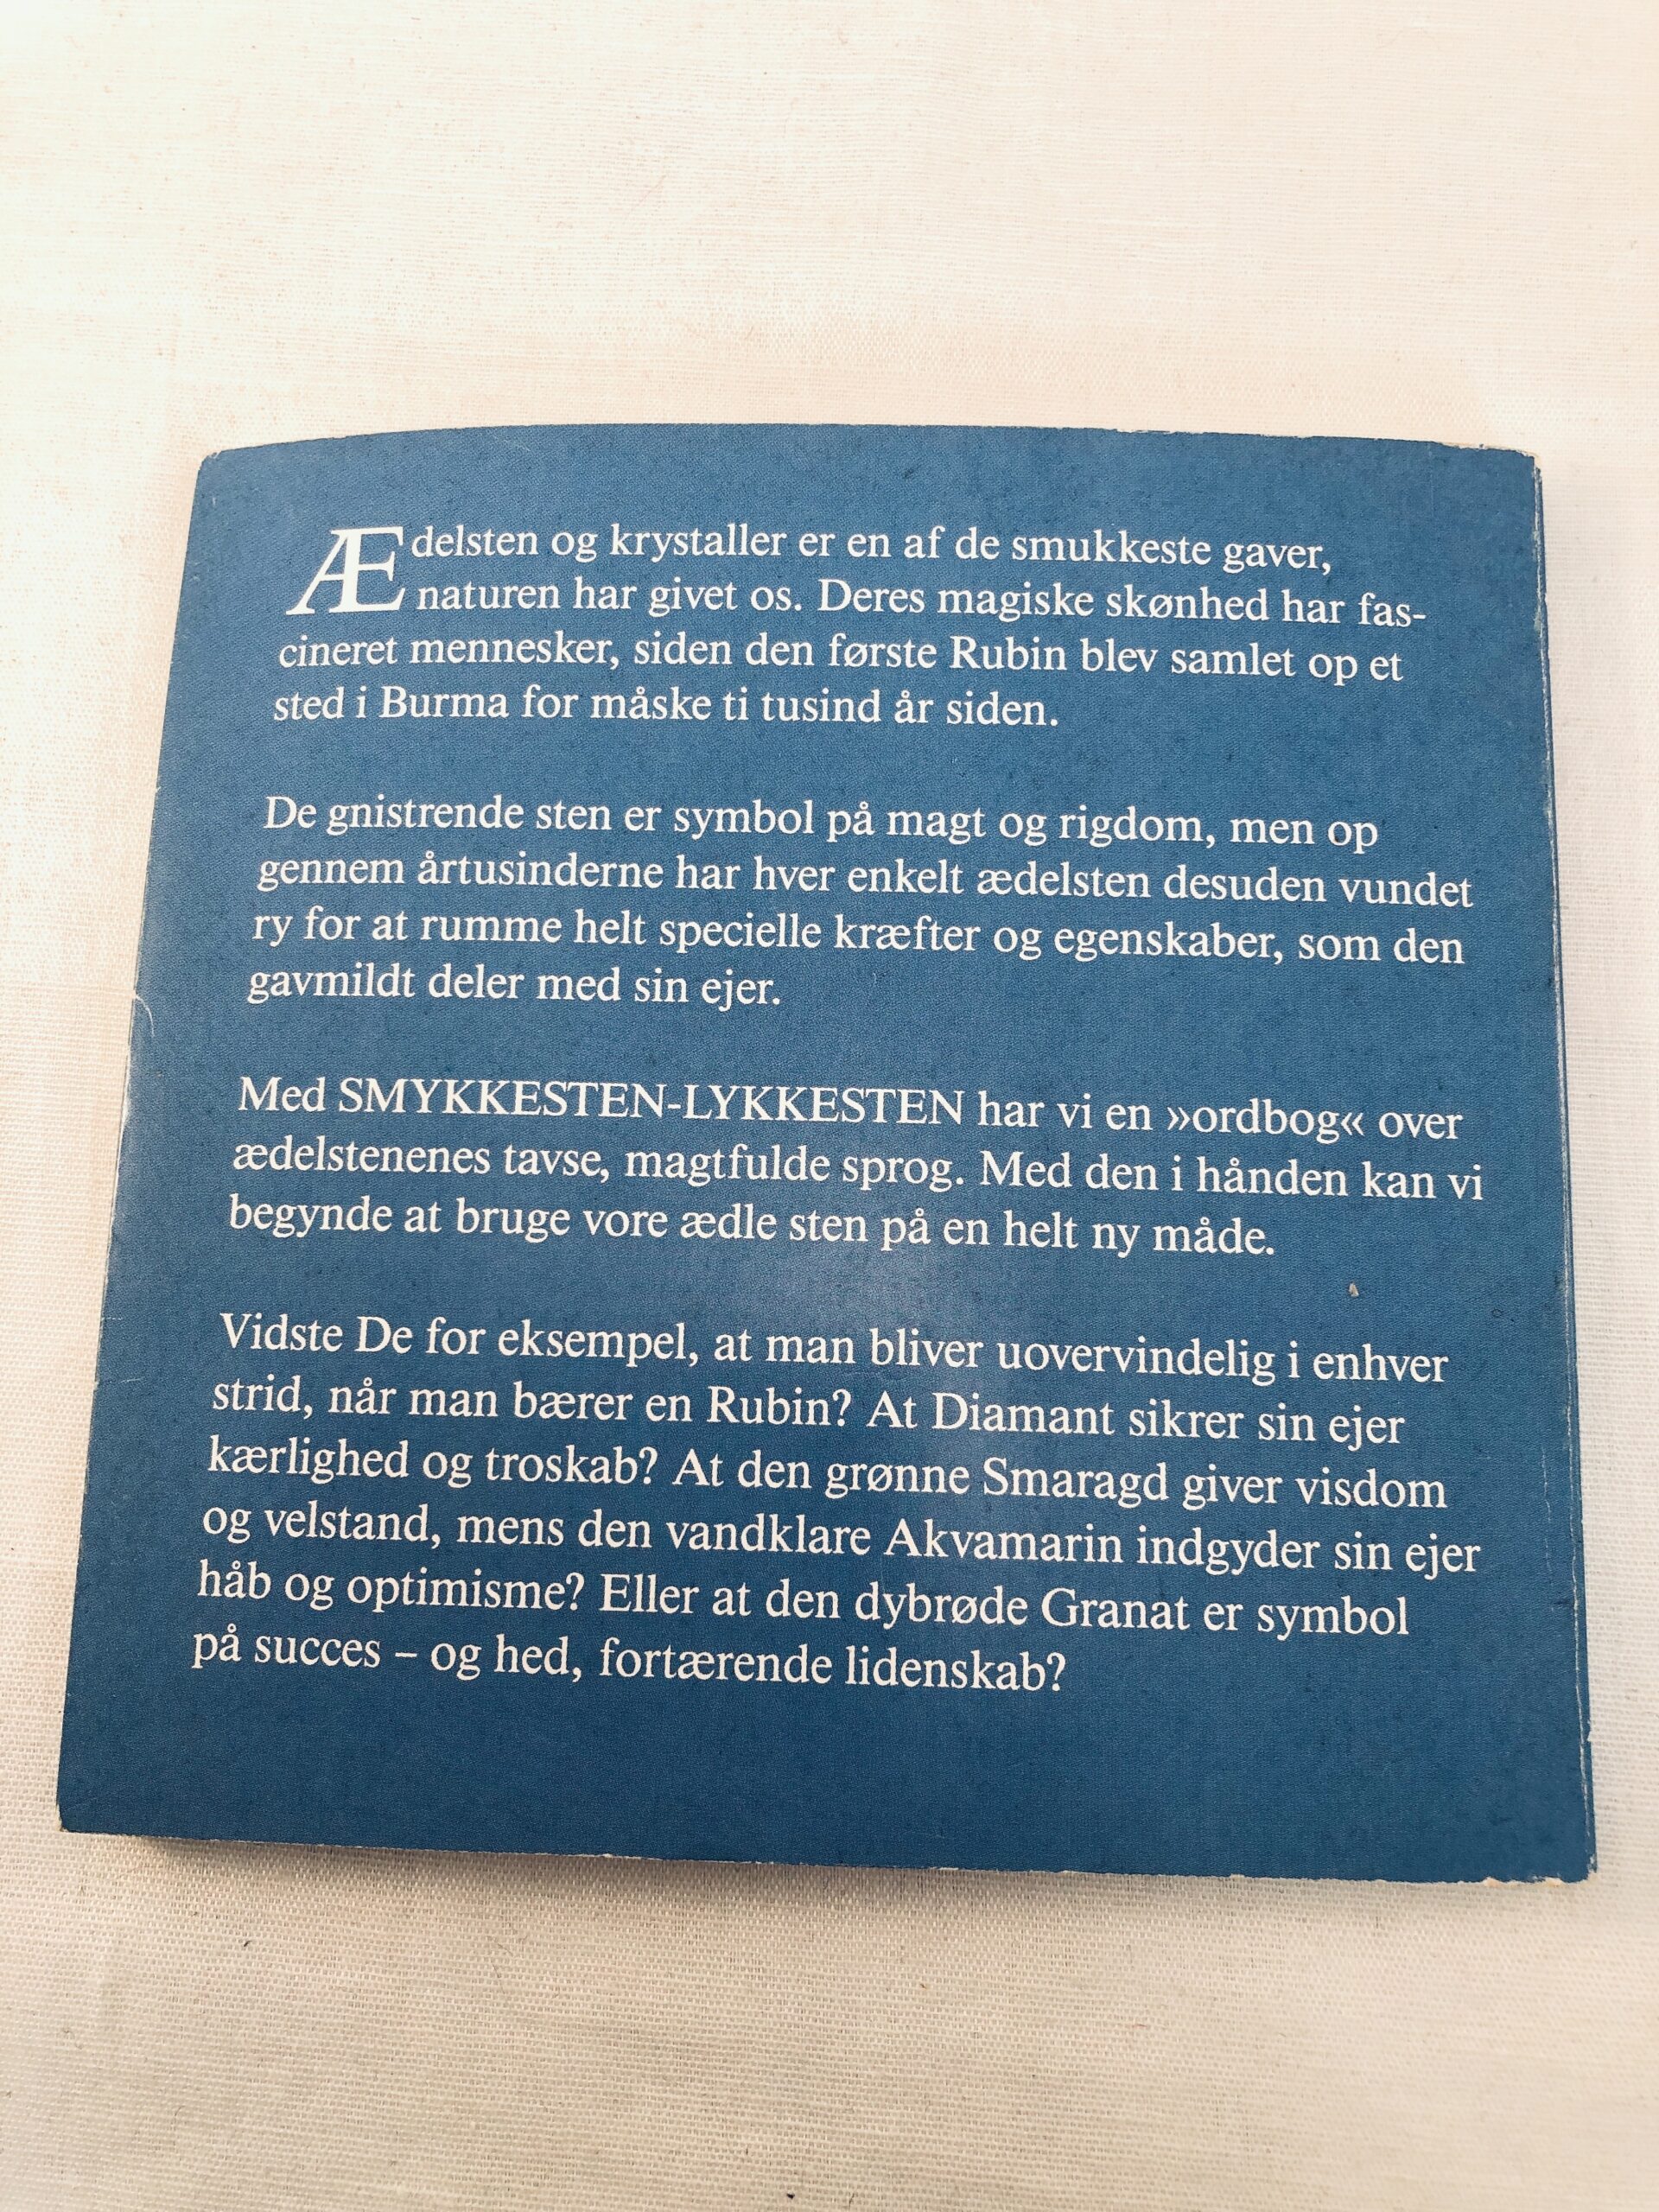 Ædelsten og krystaller er en af de smukkeste gaver,
naturen har givet os. Deres magiske skønhed har fas-
cineret mennesker, siden den første Rubin blev samlet op et
sted i Burma for måske ti tusind år siden.
De gnistrende sten er symbol på magt og rigdom, men op
gennem årtusinderne har hver enkelt ædelsten desuden vundet
ry for at rumme helt specielle kræfter og egenskaber, som den
gavmildt deler med sin ejer.
Med SMYKKESTEN-LYKKESTEN har vi en »ordbog« over
ædelstenenes tavse, magtfulde sprog. Med den i hånden kan vi
begynde at bruge vore ædle sten på en helt ny måde.
Vidste De for eksempel, at man bliver uovervindelig i enhver
strid, når man bærer en Rubin? At Diamant sikrer sin ejer
kærlighed og troskab? At den grønne Smaragd giver visdom
og velstand, mens den vandklare Akvamarin indgyder sin ejer
håb og optimisme? Eller at den dybrøde Granat er symbol
på succes – og hed, fortærende lidenskab?